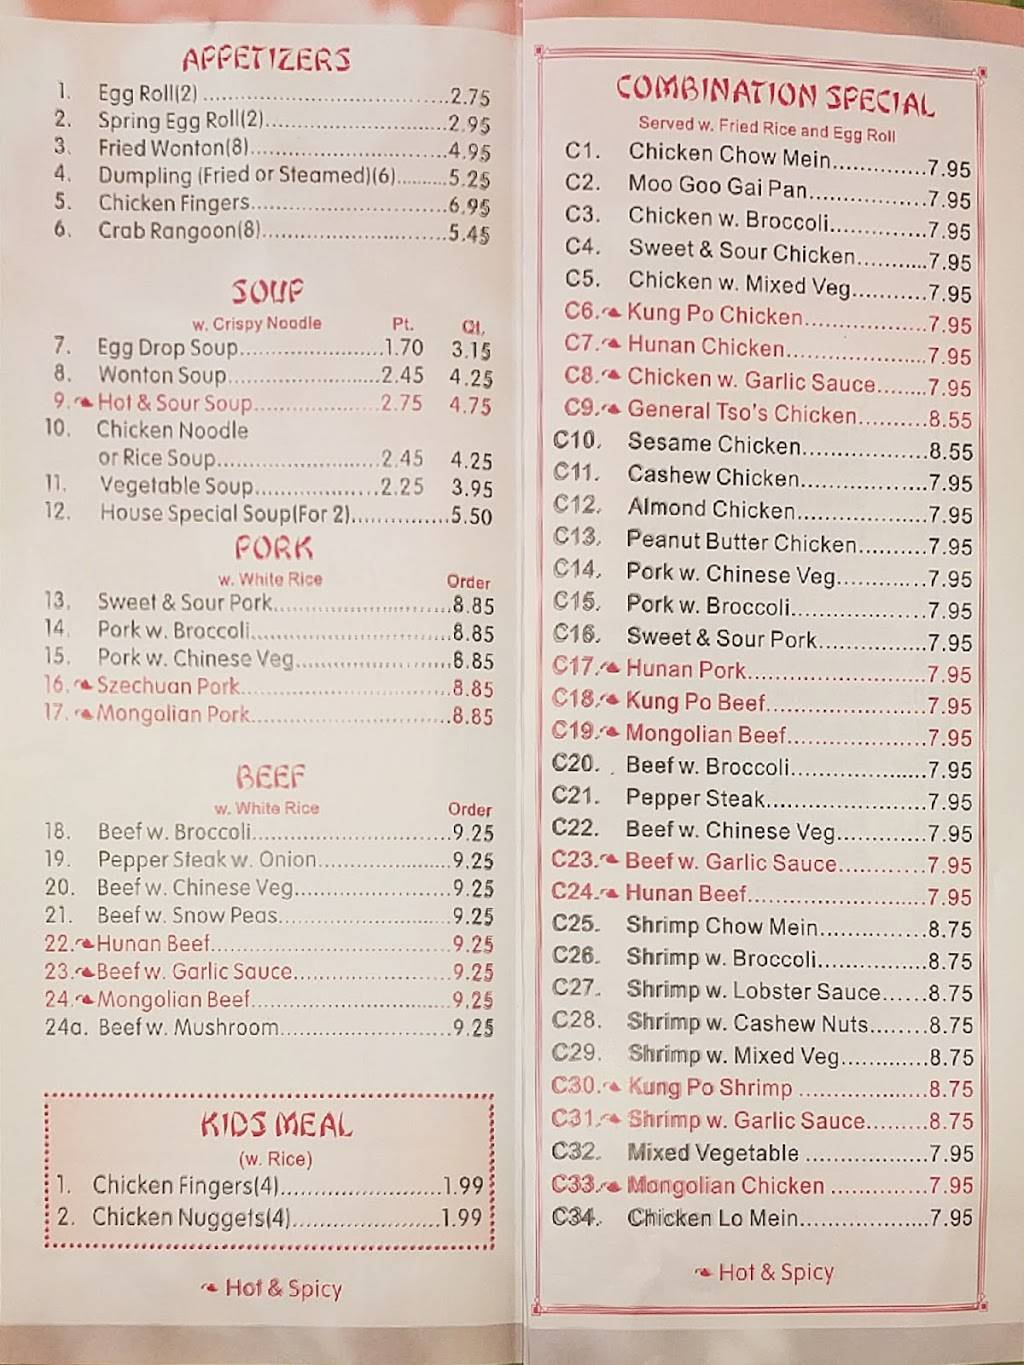 APPETIZERS
1. Egg Roll(2)..................................2.75
2. Spring Egg Roll(2)..........................2.95
3. Fried Wonton(8)............................4.95
4. Dumpling (Fried or Steamed)(6).........5.25
5. Chicken Fingers............................6.95
6. Crab Rangoon(8)..........................5.45
SOUP
w. Crispy Noodle Pt. Qt.
7. Egg Drop Soup....................1.70 3.15
8. Wonton Soup.....................2.45 4.25
9. Hot & Sour Soup..................2.75 4.75
10. Chicken Noodle
or Rice Soup.......................2.45 4.25
11. Vegetable Soup..................2.25 3.95
12. House Special Soup(For 2)..............5.50
PORK
w. White Rice Order
13. Sweet & Sour Pork.........................8.85
14. Pork w. Broccoli............................8.85
15. Pork w. Chinese Veg......................8.85
16. Szechuan Pork.............................8.85
17. Mongolian Pork............................8.85
BEEF
w. White Rice Order
18. Beef w. Broccoli............................9.25
19. Pepper Steak w. Onion...................9.25
20. Beef w. Chinese Veg......................9.25
21. Beef w. Snow Peas........................9.25
22. Hunan Beef.................................9.25
23. Beef w. Garlic Sauce......................9.25
24. Mongolian Beef............................9.25
24a. Beef w. Mushroom........................9.25
KIDS MEAL
(w. Rice)
1. Chicken Fingers(4).......................1.99
2. Chicken Nuggets(4).....................1.99
Hot & Spicy
COMBINATION SPECIAL
Served w. Fried Rice and Egg Roll
C1. Chicken Chow Mein..............7.95
C2. Moo Goo Gai Pan.................7.95
C3. Chicken w. Broccoli..............7.95
C4. Sweet & Sour Chicken...........7.95
C5. Chicken w. Mixed Veg...........7.95
C6. Kung Po Chicken.................7.95
C7. Hunan Chicken....................7.95
C8. Chicken w. Garlic Sauce.......7.95
C9. General Tso's Chicken..........8.55
C10. Sesame Chicken..................8.55
C11. Cashew Chicken..................7.95
C12. Almond Chicken...................7.95
C13. Peanut Butter Chicken..........7.95
C14. Pork w. Chinese Veg.............7.95
C15. Pork w. Broccoli....................7.95
C16. Sweet & Sour Pork................7.95
C17. Hunan Pork.........................7.95
C18. Kung Po Beef.......................7.95
C19. Mongolian Beef....................7.95
C20. Beef w. Broccoli....................7.95
C21. Pepper Steak.......................7.95
C22. Beef w. Chinese Veg.............7.95
C23. Beef w. Garlic Sauce.............7.95
C24. Hunan Beef.........................7.95
C25. Shrimp Chow Mein...............8.75
C26. Shrimp w. Broccoli................8.75
C27. Shrimp w. Lobster Sauce......8.75
C28. Shrimp w. Cashew Nuts........8.75
C29. Shrimp w. Mixed Veg.............8.75
C30. Kung Po Shrimp ...................8.75
C31. Shrimp w. Garlic Sauce.........8.75
C32. Mixed Vegetable ..................7.95
C33. Mongolian Chicken ..............7.95
C34. Chicken Lo Mein...................7.95
Hot & Spicy